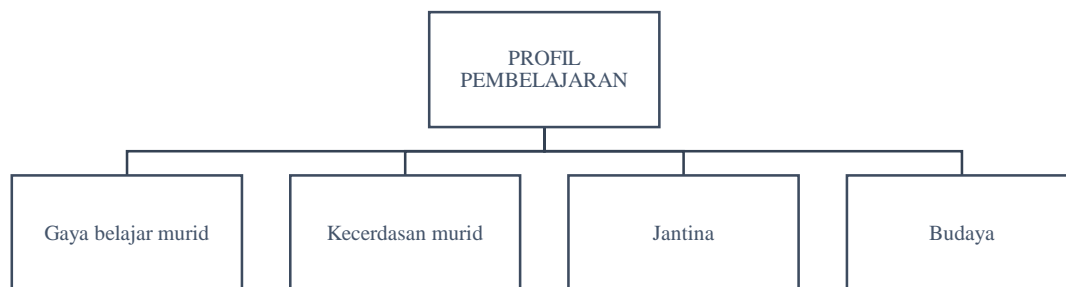 PROFIL
PEMBELAJARAN
Gaya belajar murid
Kecerdasan murid
Jantina
Budaya